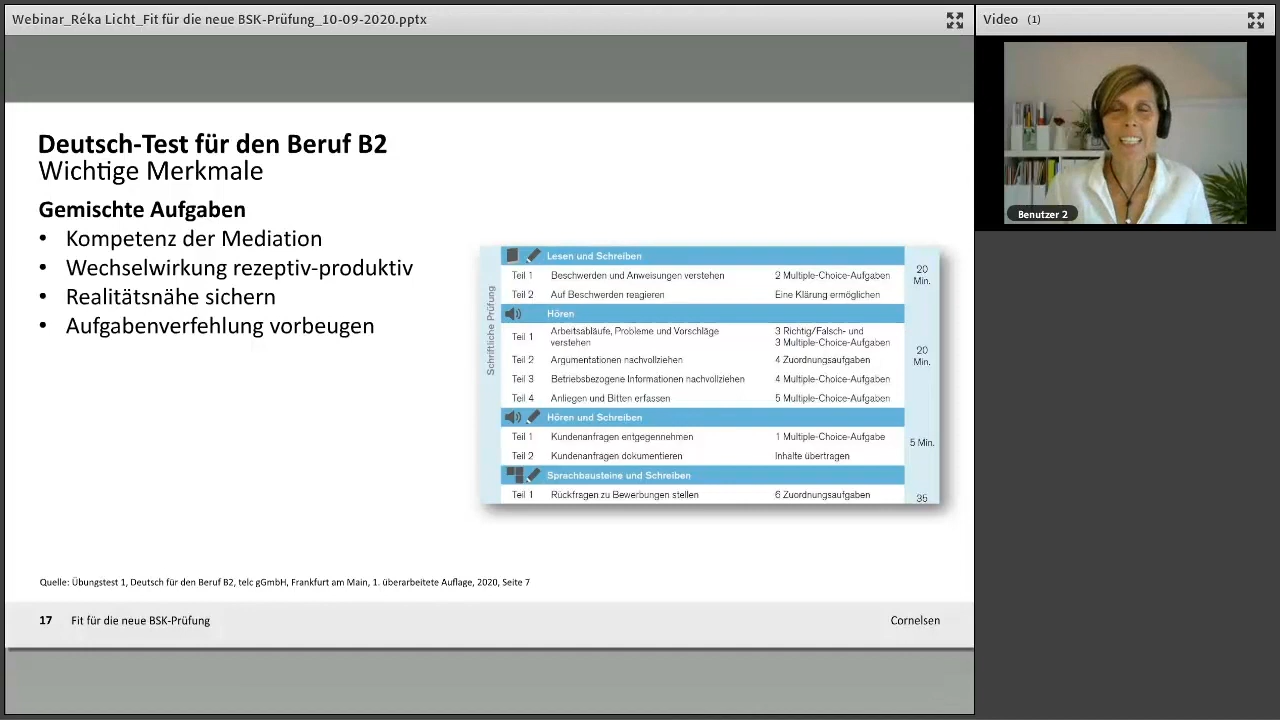 Webinar_Réka Licht_Fit für die neue BSK-Prüfung_10-09-2020.pptx
Video (1)
Benutzer 2
Deutsch-Test für den Beruf B2
Wichtige Merkmale
Gemischte Aufgaben
• Kompetenz der Mediation
• Wechselwirkung rezeptiv-produktiv
• Realitätsnähe sichern
• Aufgabenverfehlung vorbeugen
Schriftliche Prüfung
Lesen und Schreiben
20 Min.
Teil 1 Beschwerden und Anweisungen verstehen 2 Multiple-Choice-Aufgaben
Teil 2 Auf Beschwerden reagieren Eine Klärung ermöglichen
Hören
20 Min.
Teil 1 Arbeitsabläufe, Probleme und Vorschläge verstehen 3 Richtig/Falsch- und 3 Multiple-Choice-Aufgaben
Teil 2 Argumentationen nachvollziehen 4 Zuordnungsaufgaben
Teil 3 Betriebsbezogene Informationen nachvollziehen 4 Multiple-Choice-Aufgaben
Teil 4 Anliegen und Bitten erfassen 5 Multiple-Choice-Aufgaben
Hören und Schreiben
5 Min.
Teil 1 Kundenanfragen entgegennehmen 1 Multiple-Choice-Aufgabe
Teil 2 Kundenanfragen dokumentieren Inhalte übertragen
Sprachbausteine und Schreiben
Teil 1 Rückfragen zu Bewerbungen stellen 6 Zuordnungsaufgaben 35
Quelle: Übungstest 1, Deutsch für den Beruf B2, telc gGmbH, Frankfurt am Main, 1. überarbeitete Auflage, 2020, Seite 7
17 Fit für die neue BSK-Prüfung Cornelsen